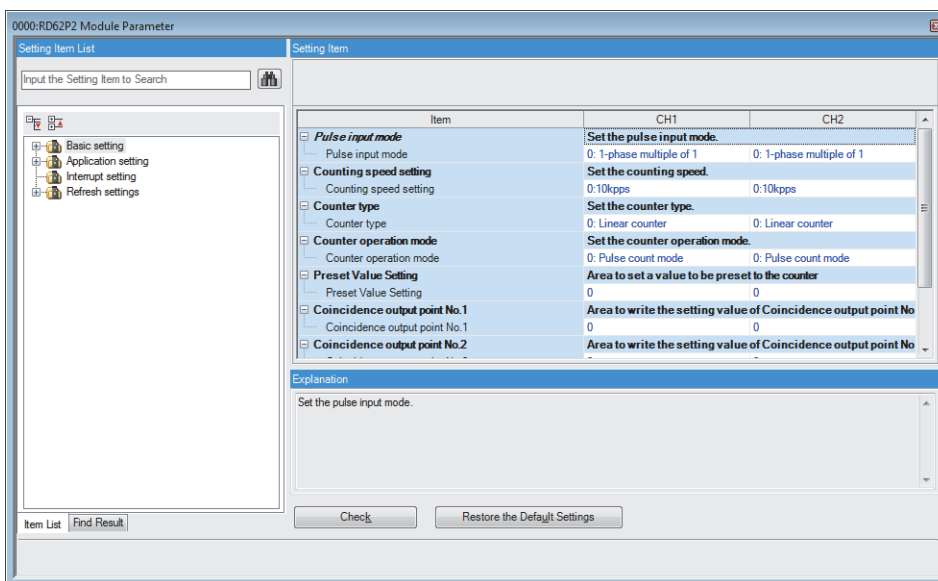 0000:RD62P2 Module Parameter
Setting Item List
Input the Setting Item to Search
Basic setting
Application setting
Interrupt setting
Refresh settings
Item List
Find Result
Setting Item
Item CH1 CH2
Pulse input mode Set the pulse input mode.
Pulse input mode 0: 1-phase multiple of 1 0: 1-phase multiple of 1
Counting speed setting Set the counting speed.
Counting speed setting 0:10kpps 0:10kpps
Counter type Set the counter type.
Counter type 0: Linear counter 0: Linear counter
Counter operation mode Set the counter operation mode.
Counter operation mode 0: Pulse count mode 0: Pulse count mode
Preset Value Setting Area to set a value to be preset to the counter
Preset Value Setting 0 0
Coincidence output point No.1 Area to write the setting value of Coincidence output point No
Coincidence output point No.1 0 0
Coincidence output point No.2 Area to write the setting value of Coincidence output point No
Explanation
Set the pulse input mode.
Check
Restore the Default Settings